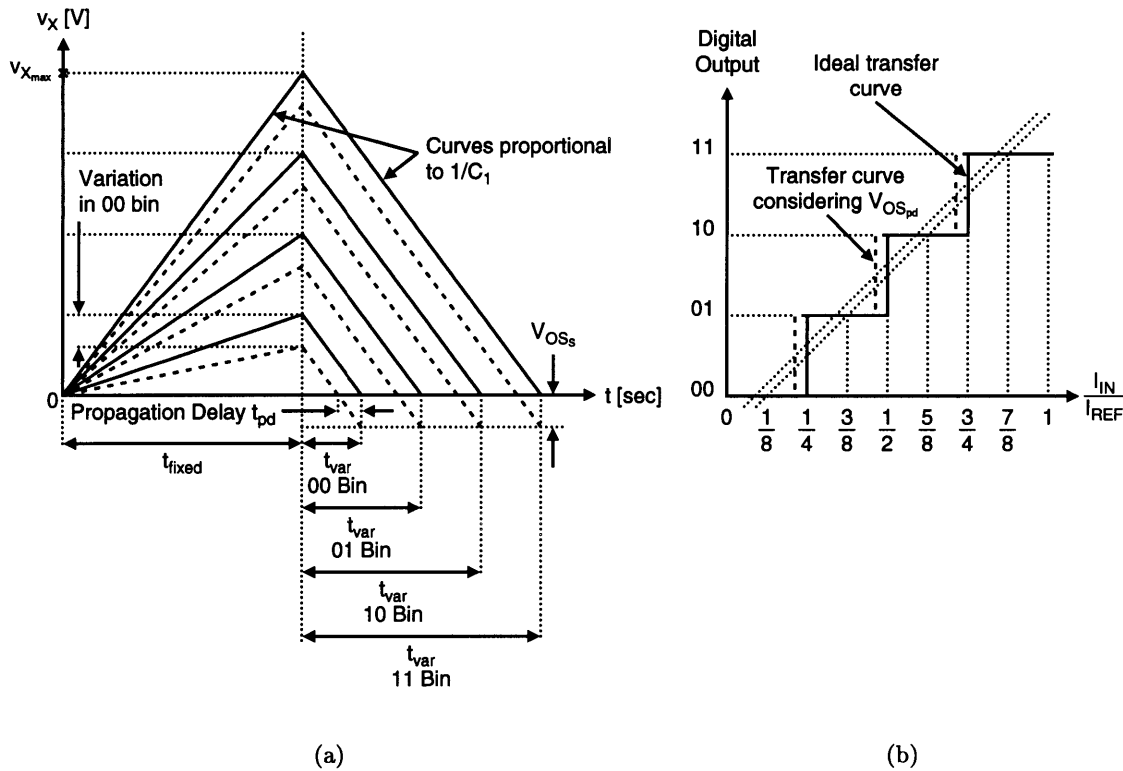 v_X [V]
v_Xmax
Variation
in 00 bin
Curves proportional
to 1/C_1
V_OS_s
0
t [sec]
Propagation Delay t_pd
t_fixed
t_var
00 Bin
t_var
01 Bin
t_var
10 Bin
t_var
11 Bin
(a)
Digital
Output
Ideal transfer
curve
11
Transfer curve
considering V_OS_pd
10
01
00
0
1/8
1/4
3/8
1/2
5/8
3/4
7/8
1
I_IN
I_REF
(b)